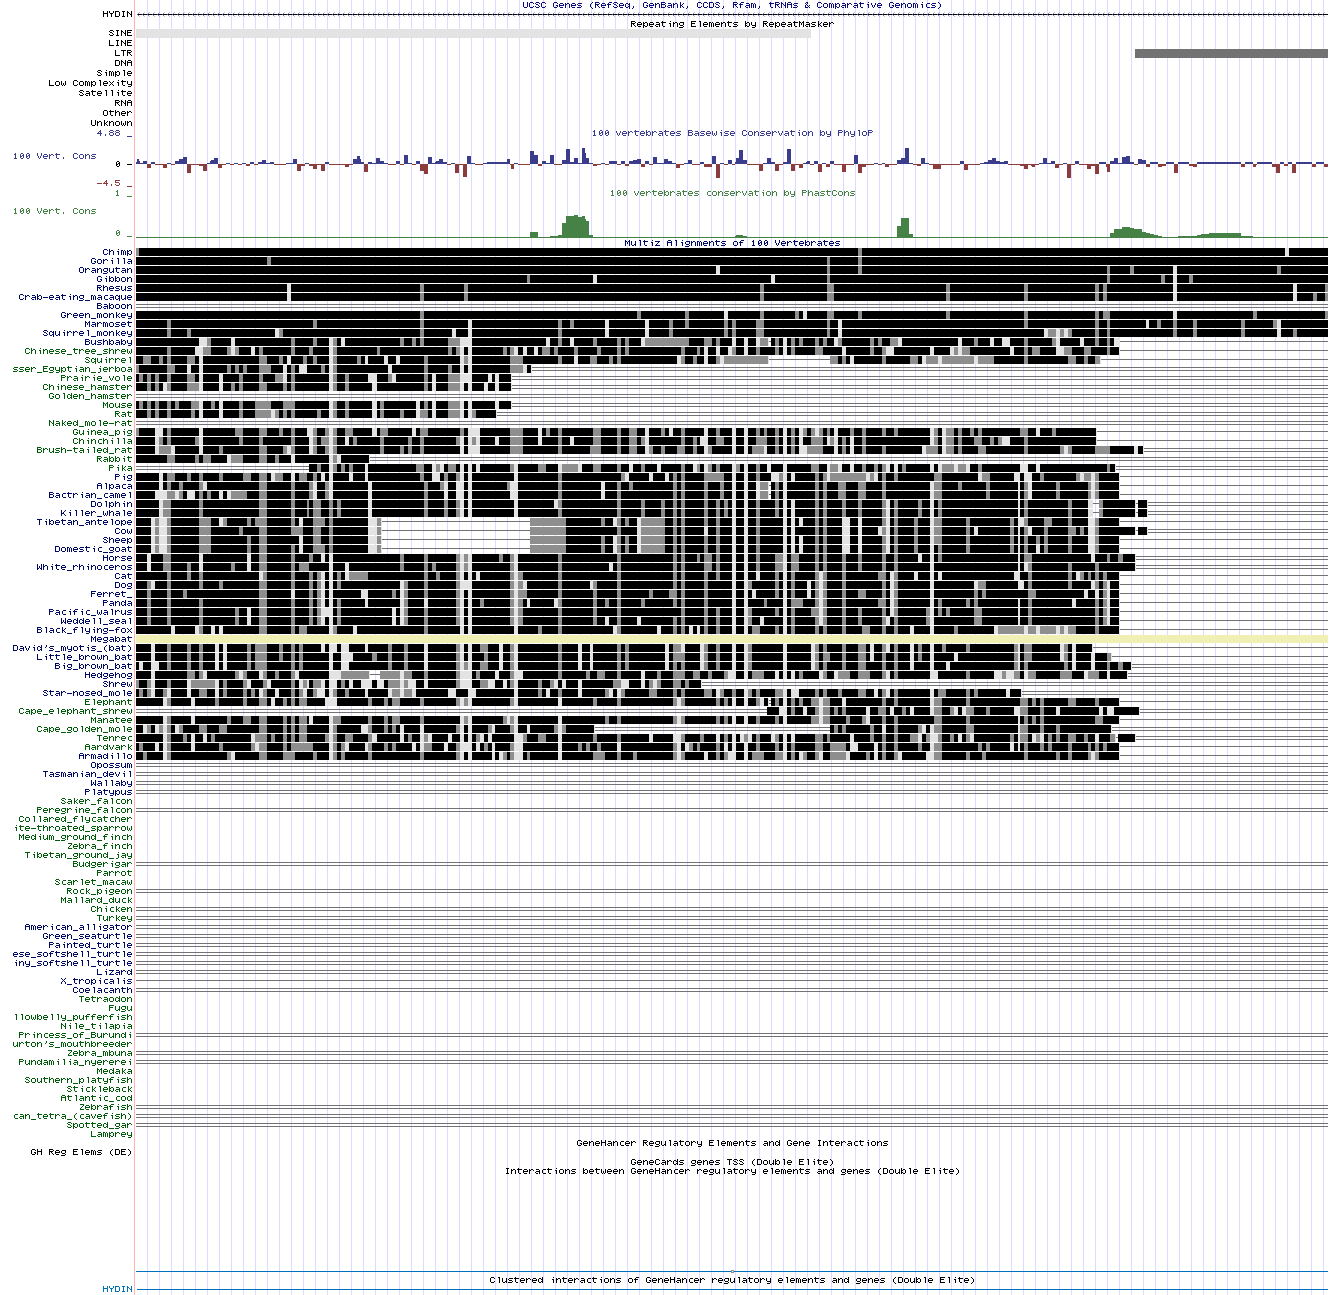 UCSC Genes (RefSeq, GenBank, CCDS, Rfam, tRNAs & Comparative Genomics)
HYDIN
Repeating Elements by RepeatMasker
SINE
LINE
LTR
DNA
Simple
Low Complexity
Satellite
RNA
Other
Unknown
4.88 _
100 vertebrates Basewise Conservation by PhyloP
100 Vert. Cons
0 _
-4.5 _
100 vertebrates conservation by PhastCons
1 _
100 Vert. Cons
0 _
Multiz Alignments of 100 Vertebrates
Chimp
Gorilla
Orangutan
Gibbon
Rhesus
Crab-eating_macaque
Baboon
Green_monkey
Marmoset
Squirrel_monkey
Bushbaby
Chinese_tree_shrew
Squirrel
sser_Egyptian_jerboa
Prairie_vole
Chinese_hamster
Golden_hamster
Mouse
Rat
Naked_mole-rat
Guinea_pig
Chinchilla
Brush-tailed_rat
Rabbit
Pika
Pig
Alpaca
Bactrian_camel
Dolphin
Killer_whale
Tibetan_antelope
Cow
Sheep
Domestic_goat
Horse
White_rhinoceros
Cat
Dog
Ferret_
Panda
Pacific_walrus
Weddell_seal
Black_flying-fox
Megabat
David's_myotis_(bat)
Little_brown_bat
Big_brown_bat
Hedgehog
Shrew
Star-nosed_mole
Elephant
Cape_elephant_shrew
Manatee
Cape_golden_mole
Tenrec
Aardvark
Armadillo
Opossum
Tasmanian_devil
Wallaby
Platypus
Saker_falcon
Peregrine_falcon
Collared_flycatcher
ite-throated_sparrow
Medium_ground_finch
Zebra_finch
Tibetan_ground_jay
Budgerigar
Parrot
Scarlet_macaw
Rock_pigeon
Mallard_duck
Chicken
Turkey
American_alligator
Green_seaturtle
Painted_turtle
ese_softshell_turtle
iny_softshell_turtle
Lizard
X_tropicalis
Coelacanth
Tetraodon
Fugu
llowbelly_pufferfish
Nile_tilapia
Princess_of_Burundi
urton's_mouthbreeder
Zebra_mbuna
Pundamilia_nyererei
Medaka
Southern_platyfish
Stickleback
Atlantic_cod
Zebrafish
can_tetra_(cavefish)
Spotted_gar
Lamprey
GeneHancer Regulatory Elements and Gene Interactions
GH Reg Elems (DE)
GeneCards genes TSS (Double Elite)
Interactions between GeneHancer regulatory elements and genes (Double Elite)
Clustered interactions of GeneHancer regulatory elements and genes (Double Elite)
HYDIN